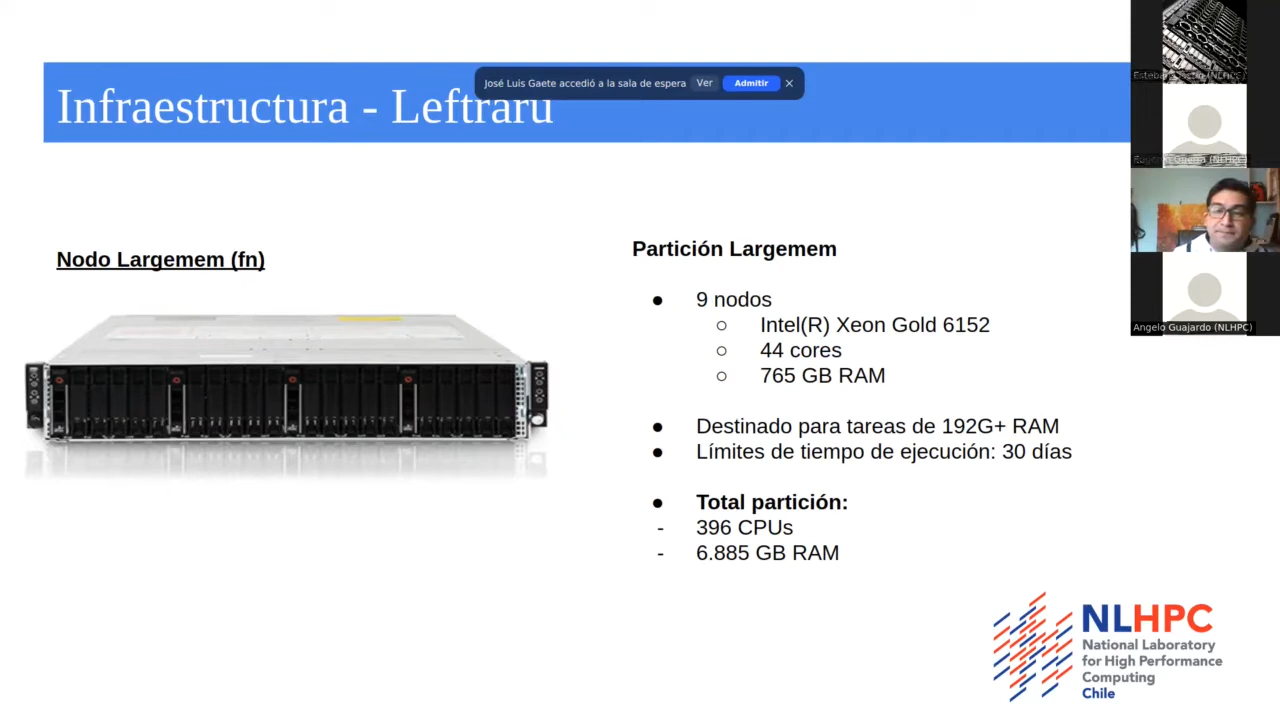 José Luis Gaete accedió a la sala de espera Ver Admitir
Infraestructura - Leftraru
Nodo Largemem (fn)
Partición Largemem
● 9 nodos
○ Intel(R) Xeon Gold 6152
○ 44 cores
○ 765 GB RAM
● Destinado para tareas de 192G+ RAM
● Límites de tiempo de ejecución: 30 días
● Total partición:
- 396 CPUs
- 6.885 GB RAM
(NLHPC)
(NLHPC)
Angelo Guajardo (NLHPC)
NLHPC
National Laboratory
for High Performance
Computing
Chile